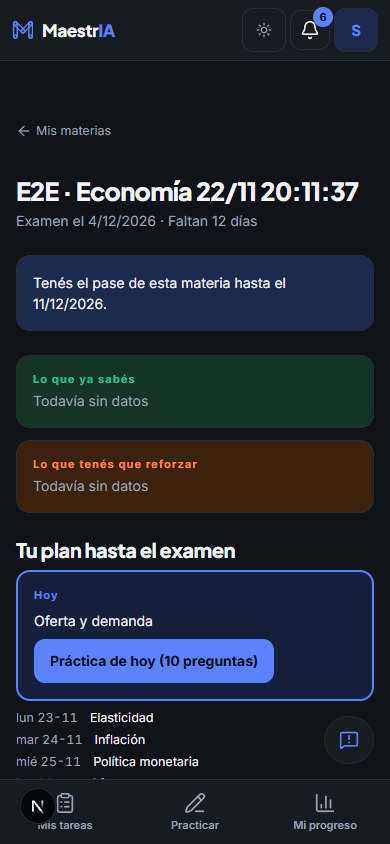 MaestrIA
6
S
← Mis materias
E2E · Economía 22/11 20:11:37
Examen el 4/12/2026 · Faltan 12 días
Tenés el pase de esta materia hasta el
11/12/2026.
Lo que ya sabés
Todavía sin datos
Lo que tenés que reforzar
Todavía sin datos
Tu plan hasta el examen
Hoy
Oferta y demanda
Práctica de hoy (10 preguntas)
lun 23-11 Elasticidad
mar 24-11 Inflación
mié 25-11 Política monetaria
N
Mis tareas
Practicar
Mi progreso